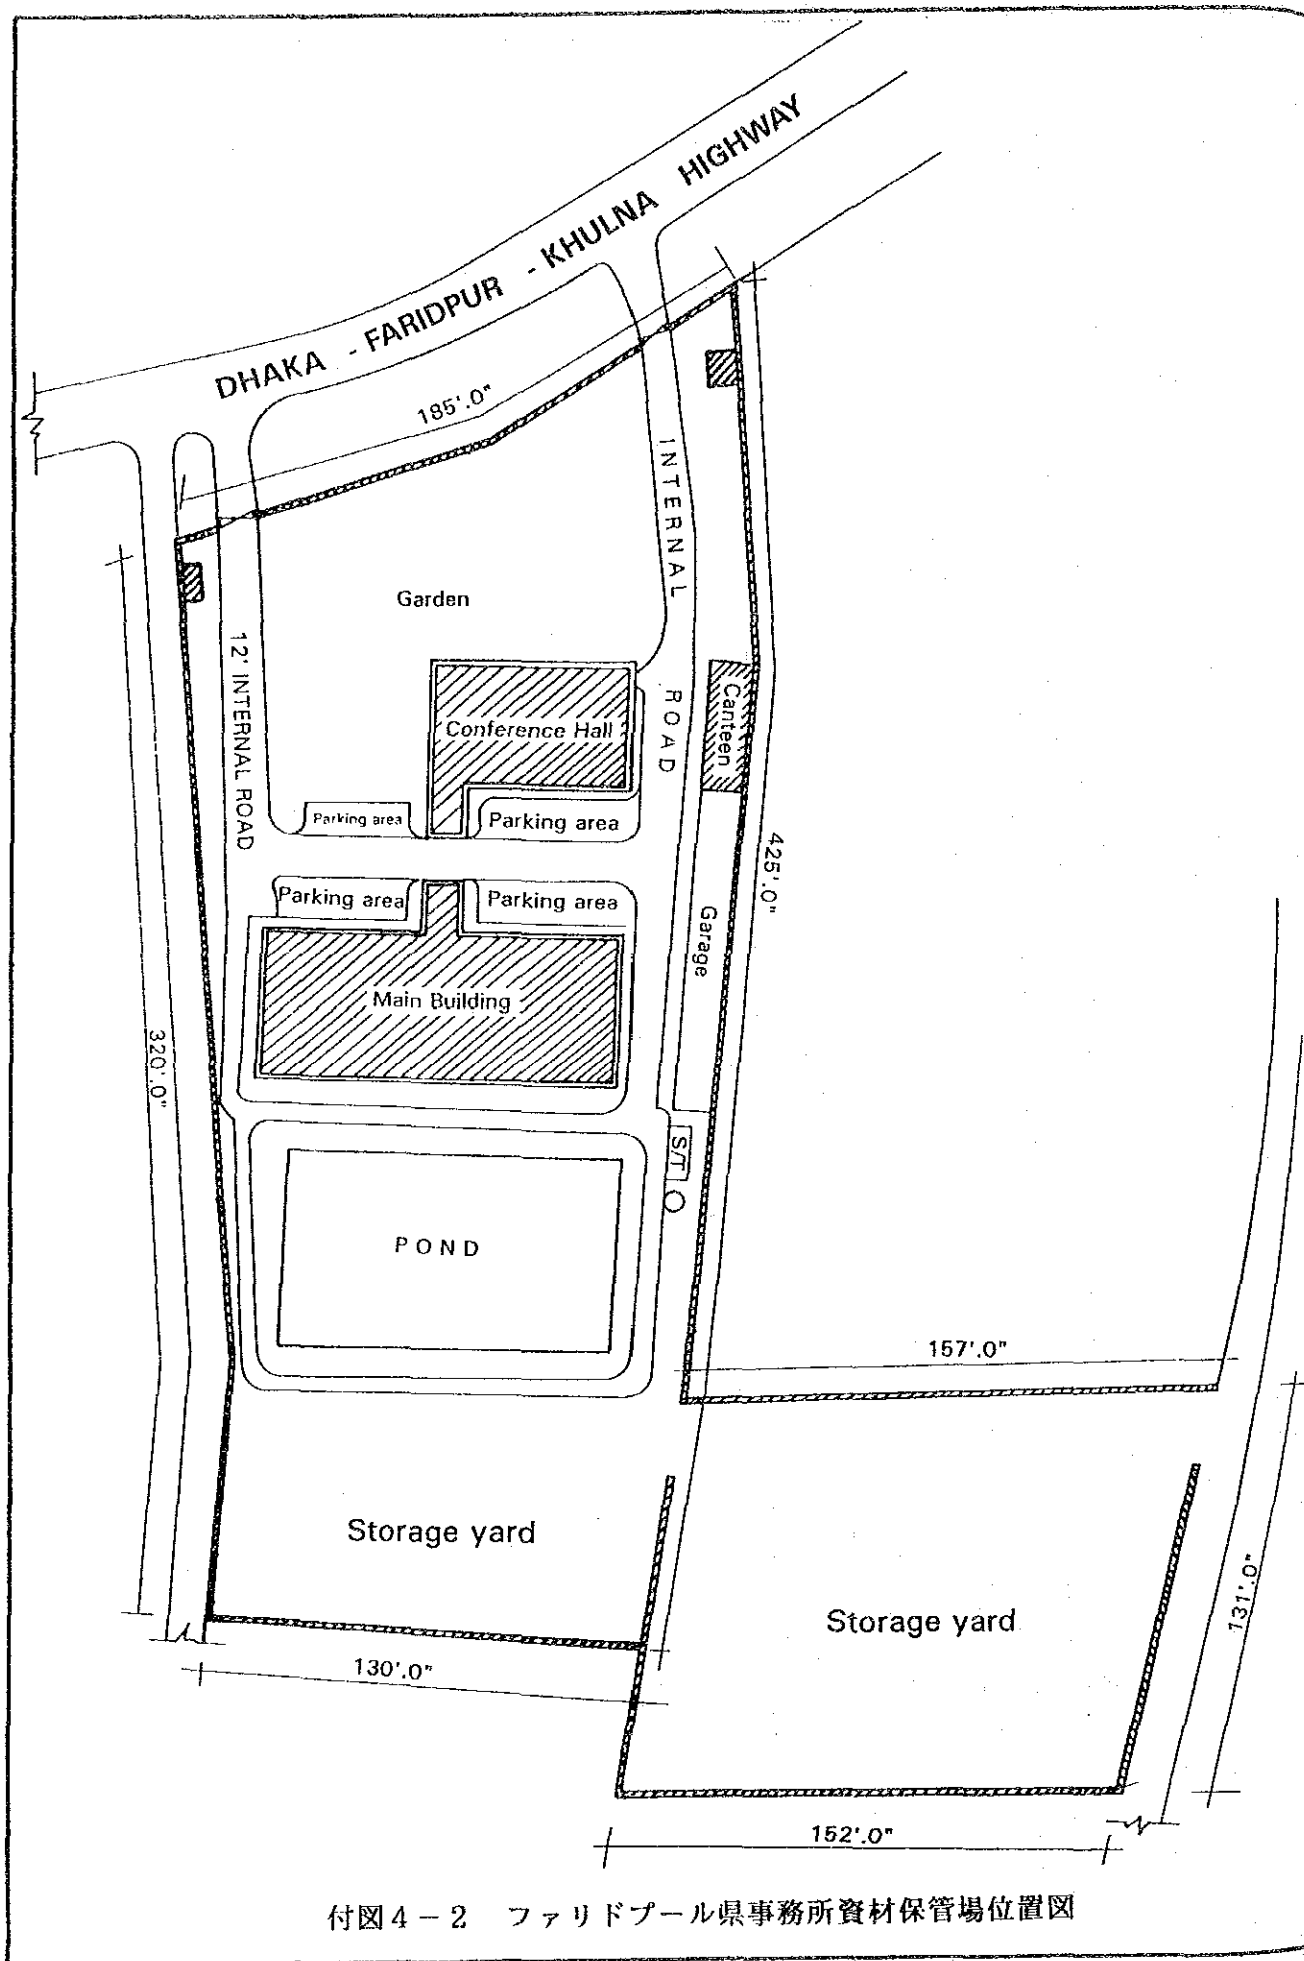 DHAKA - FARIDPUR - KHULNA HIGHWAY
185'.0"
INTERNAL ROAD
Garden
12' INTERNAL ROAD
Conference Hall
Canteen
Parking area
Parking area
425'.0"
Parking area
Parking area
Garage
Main Building
320'.0"
S/T
POND
157'.0"
Storage yard
131'.0"
Storage yard
130'.0"
152'.0"
付図4－2 ファリドプール県事務所資材保管場位置図